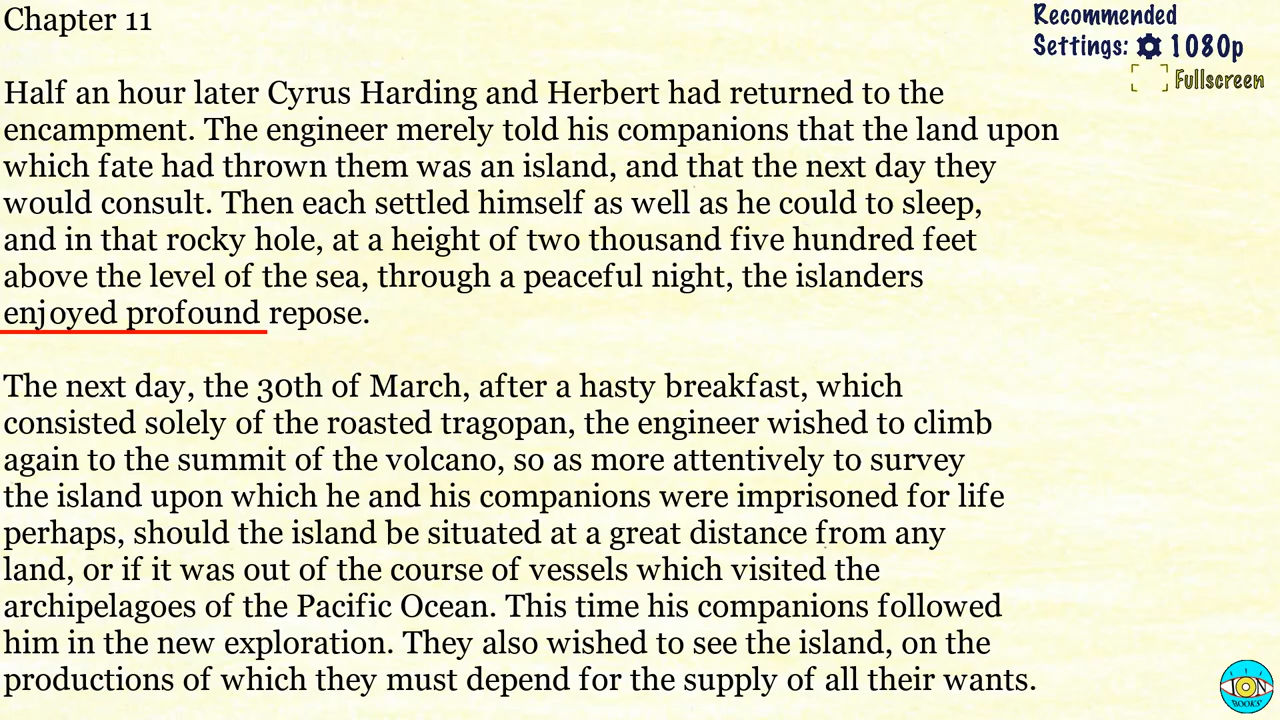 Chapter 11
Recommended
Settings: 1080p
Fullscreen
Half an hour later Cyrus Harding and Herbert had returned to the
encampment. The engineer merely told his companions that the land upon
which fate had thrown them was an island, and that the next day they
would consult. Then each settled himself as well as he could to sleep,
and in that rocky hole, at a height of two thousand five hundred feet
above the level of the sea, through a peaceful night, the islanders
enjoyed profound repose.
The next day, the 30th of March, after a hasty breakfast, which
consisted solely of the roasted tragopan, the engineer wished to climb
again to the summit of the volcano, so as more attentively to survey
the island upon which he and his companions were imprisoned for life
perhaps, should the island be situated at a great distance from any
land, or if it was out of the course of vessels which visited the
archipelagoes of the Pacific Ocean. This time his companions followed
him in the new exploration. They also wished to see the island, on the
productions of which they must depend for the supply of all their wants.
ION
BOOKS